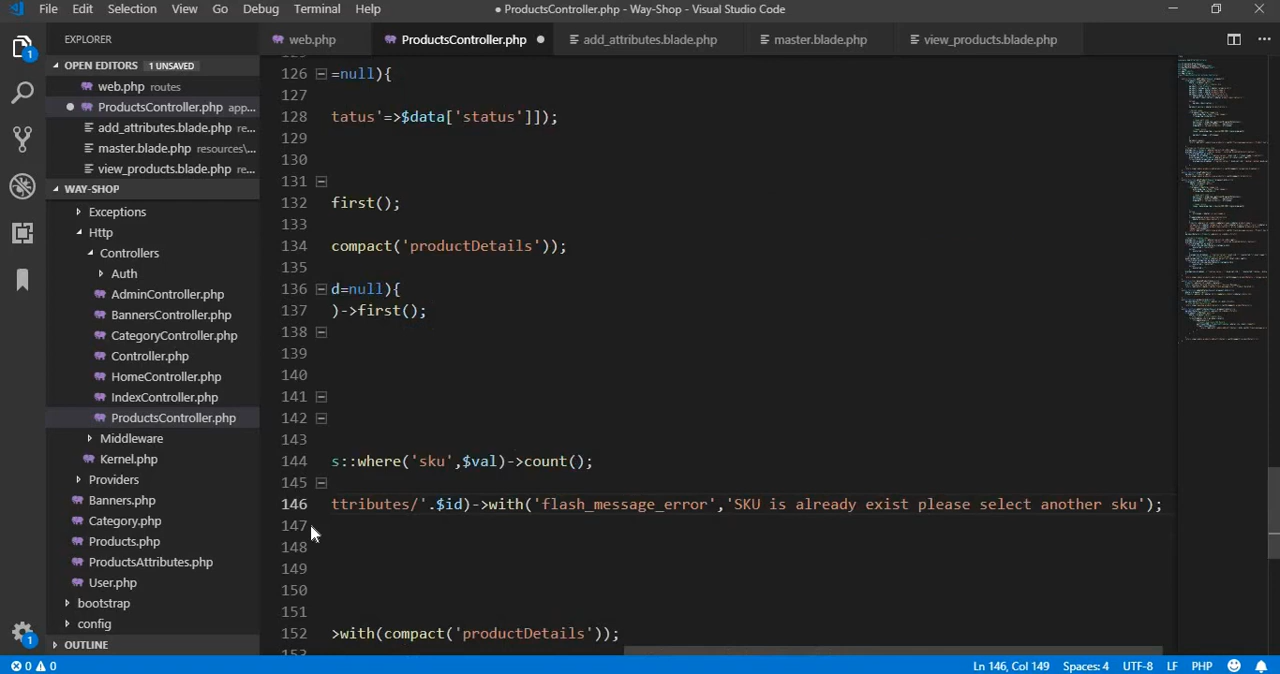 File Edit Selection View Go Debug Terminal Help
● ProductsController.php - Way-Shop - Visual Studio Code
EXPLORER
web.php
ProductsController.php
add_attributes.blade.php
master.blade.php
view_products.blade.php
OPEN EDITORS 1 UNSAVED
web.php routes
ProductsController.php app...
add_attributes.blade.php re...
master.blade.php resources\...
view_products.blade.php re...
WAY-SHOP
Exceptions
Http
Controllers
Auth
AdminController.php
BannersController.php
CategoryController.php
Controller.php
HomeController.php
IndexController.php
ProductsController.php
Middleware
Kernel.php
Providers
Banners.php
Category.php
Products.php
ProductsAttributes.php
User.php
bootstrap
config
OUTLINE
126 =null){
127
128 tatus'=>$data['status']]);
129
130
131
132 first();
133
134 compact('productDetails'));
135
136 d=null){
137 )->first();
138
139
140
141
142
143
144 s::where('sku',$val)->count();
145
146 ttributes/'.$id)->with('flash_message_error','SKU is already exist please select another sku');
147
148
149
150
151
152 >with(compact('productDetails'));
153
1
1
0 0
Ln 146, Col 149 Spaces: 4 UTF-8 LF PHP